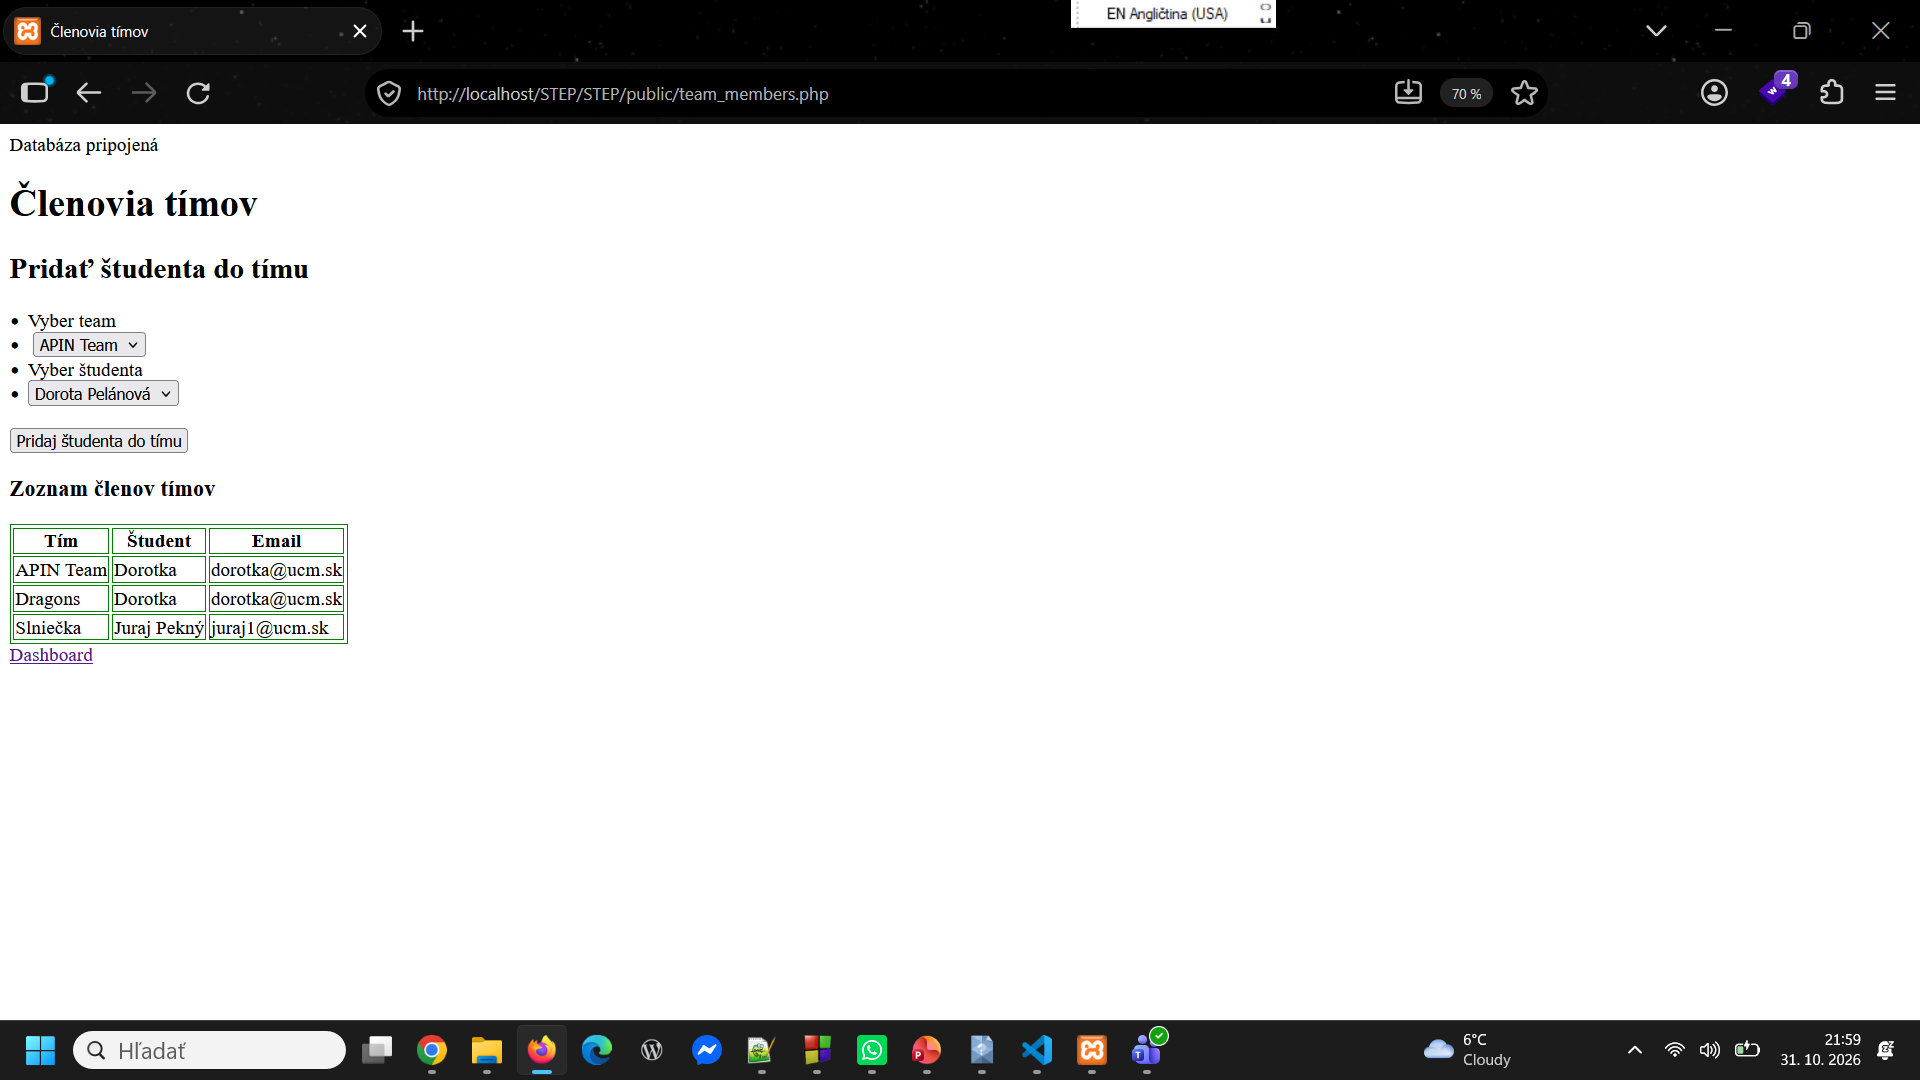 Členovia tímov
EN Angličtina (USA)
http://localhost/STEP/STEP/public/team_members.php
70 %
4
Databáza pripojená
Členovia tímov
Pridať študenta do tímu
Vyber team
APIN Team
Vyber študenta
Dorota Pelánová
Pridaj študenta do tímu
Zoznam členov tímov
Tím Študent Email
APIN Team Dorotka dorotka@ucm.sk
Dragons Dorotka dorotka@ucm.sk
Slniečka Juraj Pekný juraj1@ucm.sk
Dashboard
Hľadať
6°C
Cloudy
21:59
31. 10. 2026